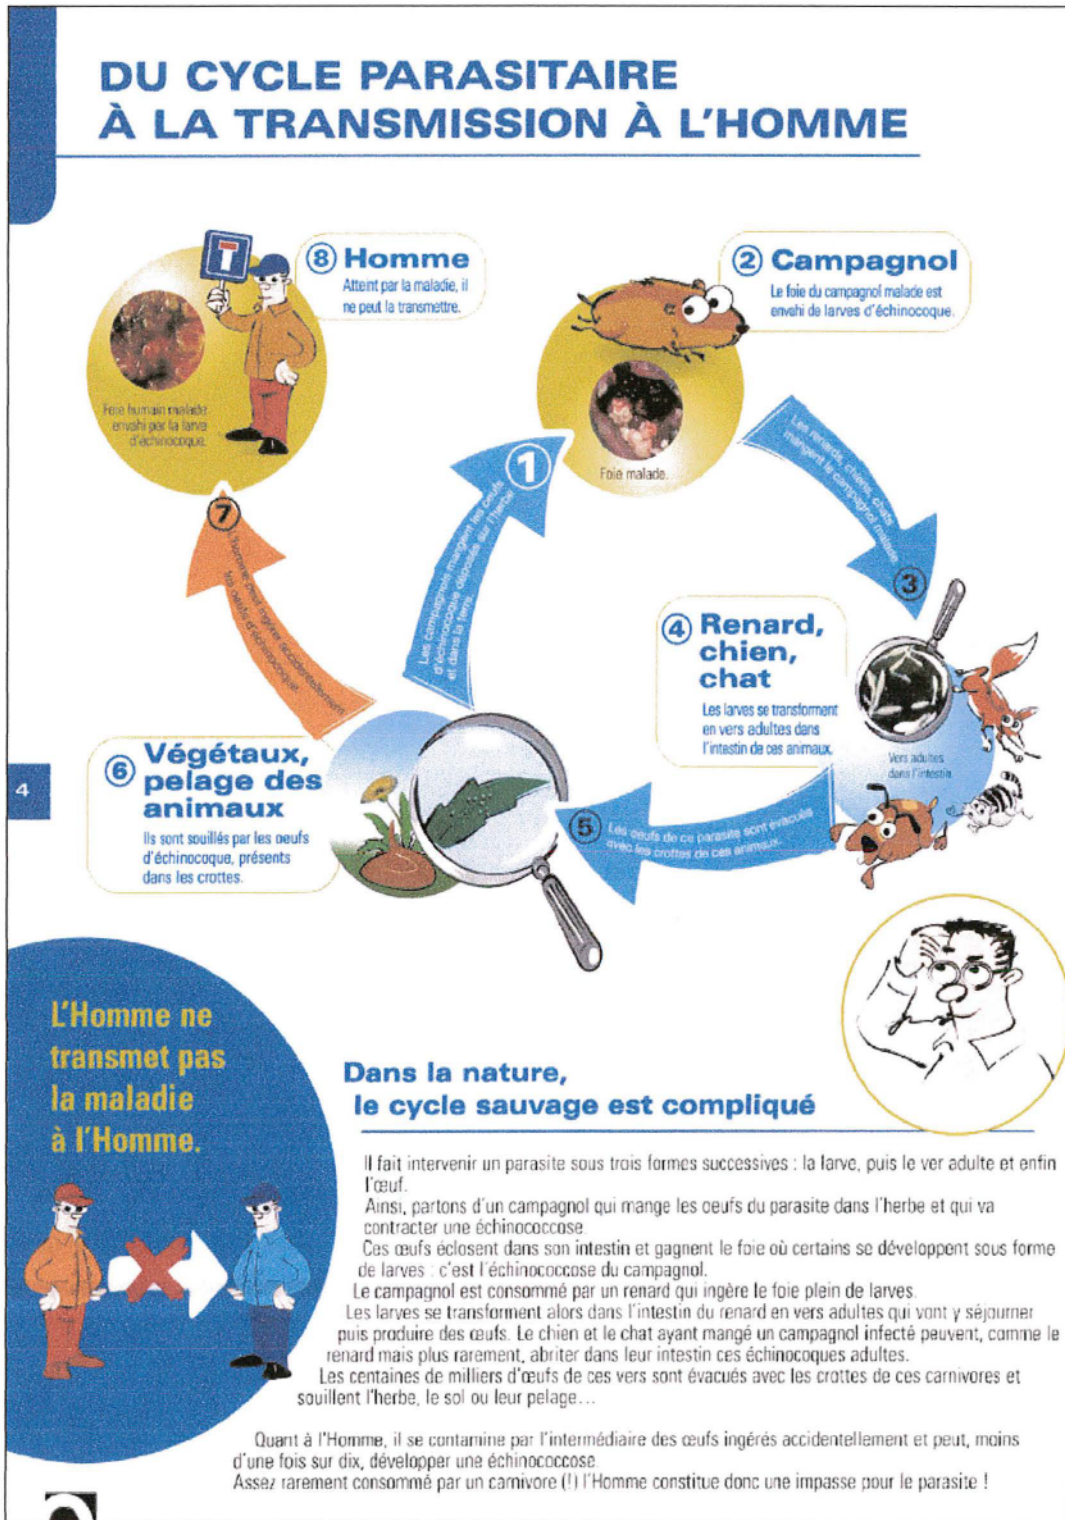 DU CYCLE PARASITAIRE
À LA TRANSMISSION À L'HOMME
8 Homme
Atteint par la maladie, il
ne peut la transmettre.
Foie humain malade
envahi par la larve
d'échinocoque.
2 Campagnol
Le foie du campagnol malade est
envahi de larves d'échinocoque.
Foie malade.
1
Les campagnols mangent les oeufs
d'échinocoque déposés sur l'herbe
et dans la terre.
Les renards, chiens, chats
mangent le campagnol malade
3
4 Renard,
chien,
chat
Les larves se transforment
en vers adultes dans
l'intestin de ces animaux.
Vers adultes
dans l'intestin
5
Les oeufs de ce parasite sont évacués
avec les crottes de ces animaux.
6 Végétaux,
pelage des
animaux
Ils sont souillés par les oeufs
d'échinocoque, présents
dans les crottes.
7
L'homme peut ingérer accidentellement
les oeufs d'échinocoque.
4
L'Homme ne
transmet pas
la maladie
à l'Homme.
Dans la nature,
le cycle sauvage est compliqué
Il fait intervenir un parasite sous trois formes successives : la larve, puis le ver adulte et enfin
l'œuf.
Ainsi, partons d'un campagnol qui mange les oeufs du parasite dans l'herbe et qui va
contracter une échinococcose
Ces œufs éclosent dans son intestin et gagnent le foie où certains se développent sous forme
de larves : c'est l'échinococcose du campagnol.
Le campagnol est consommé par un renard qui ingère le foie plein de larves.
Les larves se transforment alors dans l'intestin du renard en vers adultes qui vont y séjourner
puis produire des œufs. Le chien et le chat ayant mangé un campagnol infecté peuvent, comme le
renard mais plus rarement, abriter dans leur intestin ces échinocoques adultes.
Les centaines de milliers d'œufs de ces vers sont évacués avec les crottes de ces carnivores et
souillent l'herbe, le sol ou leur pelage...
Quant à l'Homme, il se contamine par l'intermédiaire des œufs ingérés accidentellement et peut, moins
d'une fois sur dix, développer une échinococcose
Assez rarement consommé par un carnivore (!) l'Homme constitue donc une impasse pour le parasite !